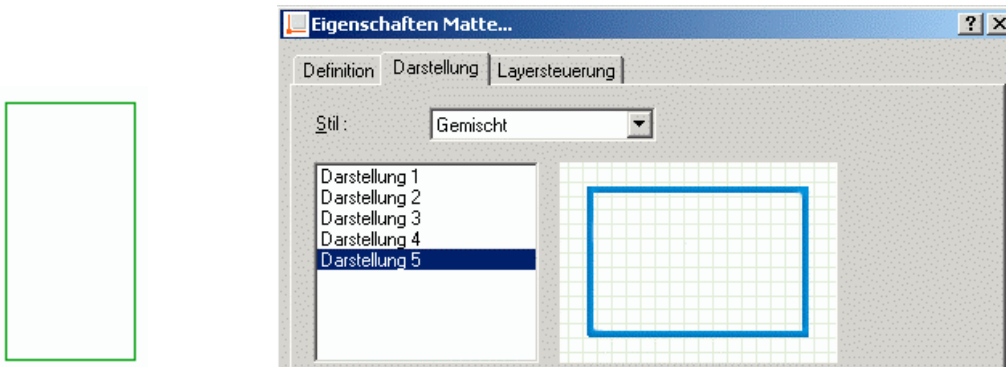 Eigenschaften Matte...
Definition Darstellung Layersteuerung
Stil : Gemischt
Darstellung 1
Darstellung 2
Darstellung 3
Darstellung 4
Darstellung 5